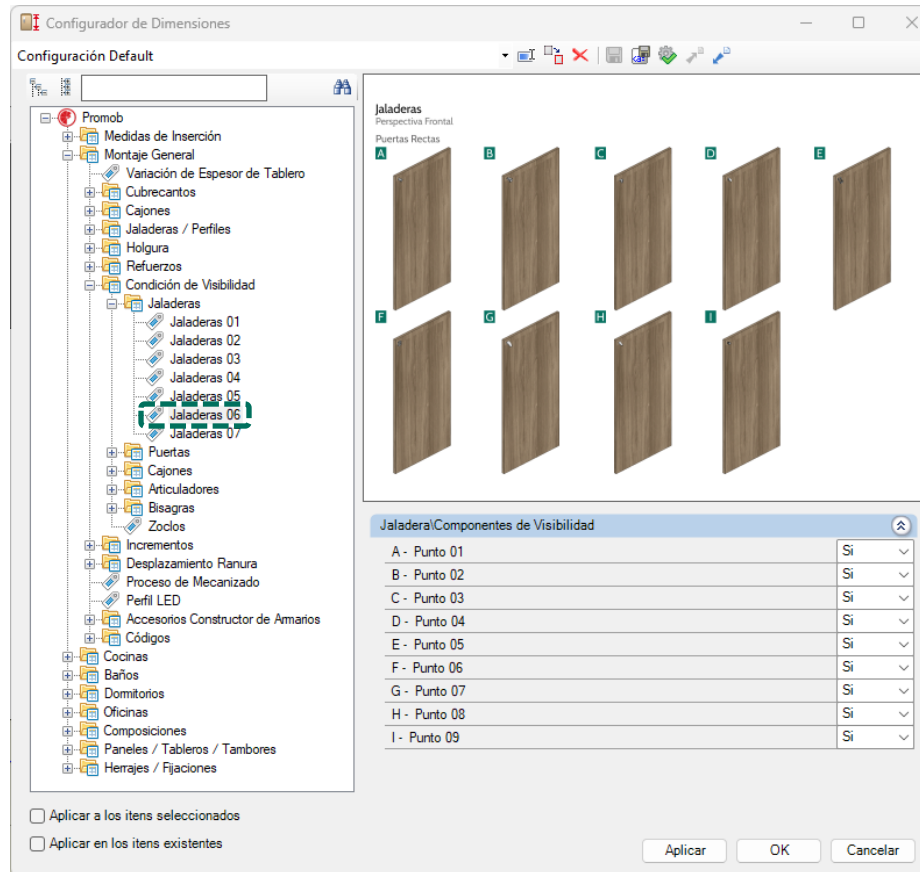 Configurador de Dimensiones
Configuración Default
Promob
Medidas de Inserción
Montaje General
Variación de Espesor de Tablero
Cubrecantos
Cajones
Jaladeras / Perfiles
Holgura
Refuerzos
Condición de Visibilidad
Jaladeras
Jaladeras 01
Jaladeras 02
Jaladeras 03
Jaladeras 04
Jaladeras 05
Jaladeras 06
Jaladeras 07
Puertas
Cajones
Articuladores
Bisagras
Zoclos
Incrementos
Desplazamiento Ranura
Proceso de Mecanizado
Perfil LED
Accesorios Constructor de Armarios
Códigos
Cocinas
Baños
Dormitorios
Oficinas
Composiciones
Paneles / Tableros / Tambores
Herrajes / Fijaciones
Jaladeras
Perspectiva Frontal
Puertas Rectas
A B C D E
F G H I
Jaladera\Componentes de Visibilidad
A - Punto 01 Si
B - Punto 02 Si
C - Punto 03 Si
D - Punto 04 Si
E - Punto 05 Si
F - Punto 06 Si
G - Punto 07 Si
H - Punto 08 Si
I - Punto 09 Si
Aplicar a los itens seleccionados
Aplicar en los itens existentes
Aplicar OK Cancelar